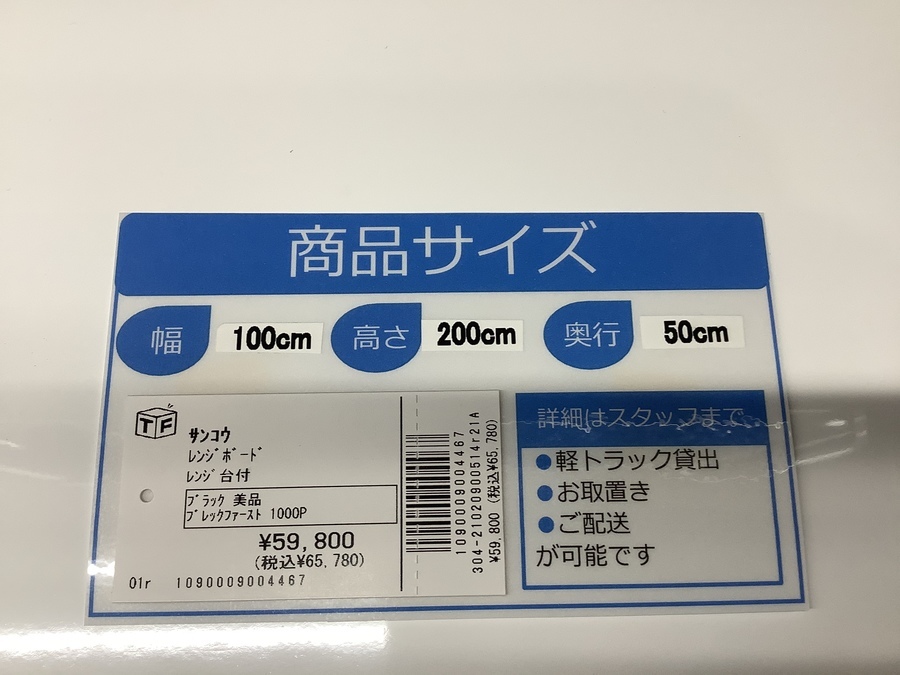 商品サイズ
幅 100cm 高さ 200cm 奥行 50cm
TF
サンコウ
レンジボード
レンジ台付
ブラック 美品
ブレックファースト 1000P
¥59,800
(税込¥65,780)
01r 1090009004467
1090009004467
304-21020900514r21A
¥59,800 (税込¥65,780)
詳細はスタッフまで
●軽トラック貸出
●お取置き
●ご配送
が可能です